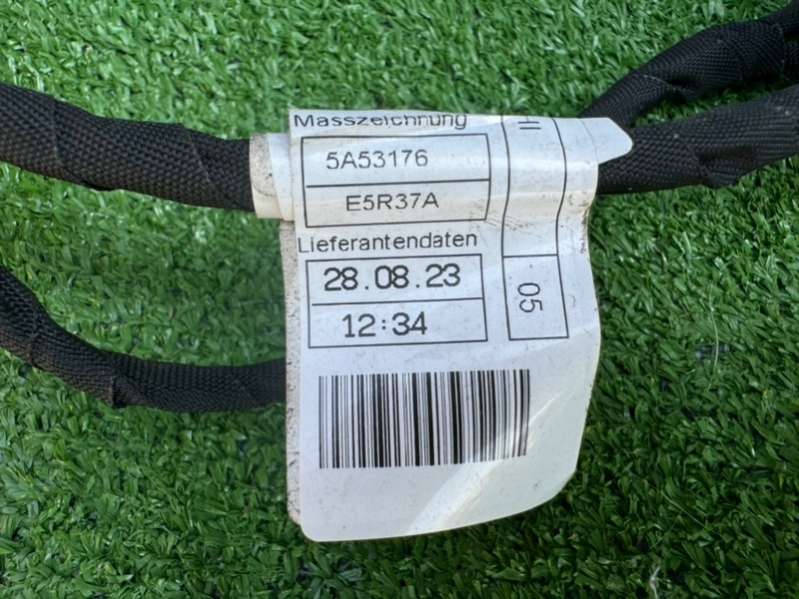 Masszeichnung
5A53176
E5R37A
Lieferantendaten
28.08.23
12:34
05